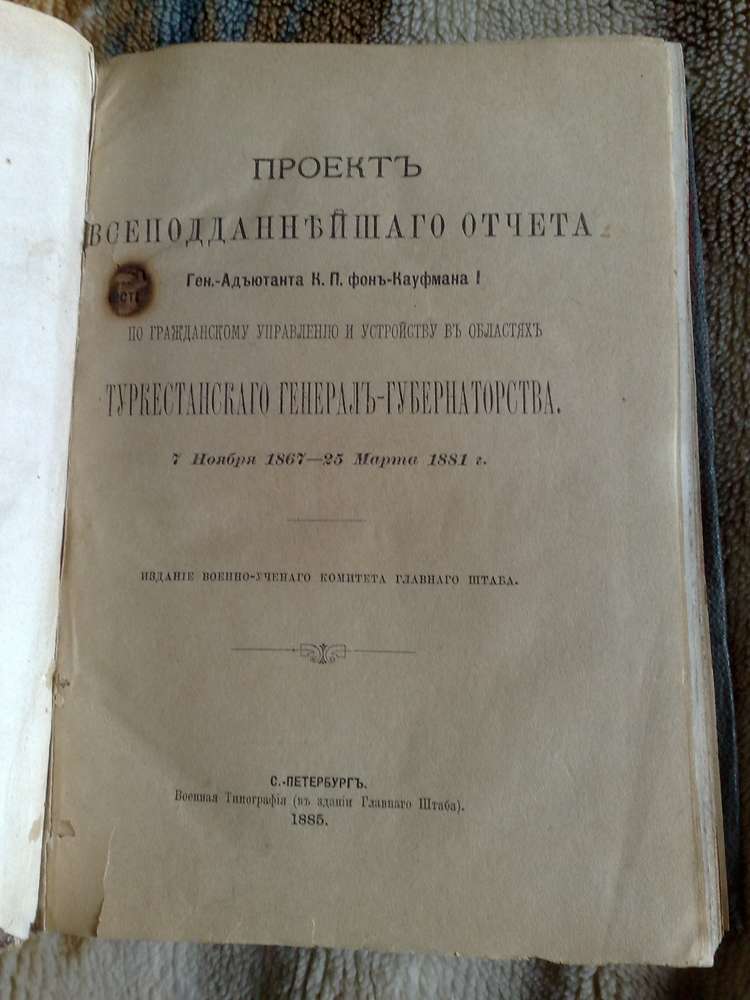 ПРОЕКТЪ
ВСЕПОДДАННѢЙШАГО ОТЧЕТА
Ген.-Адъютанта К. П. фонъ-Кауфмана I
ПО ГРАЖДАНСКОМУ УПРАВЛЕНІЮ И УСТРОЙСТВУ ВЪ ОБЛАСТЯХЪ
ТУРКЕСТАНСКАГО ГЕНЕРАЛЪ-ГУБЕРНАТОРСТВА.
7 Ноября 1867—25 Марта 1881 г.
ИЗДАНІЕ ВОЕННО-УЧЕНАГО КОМИТЕТА ГЛАВНАГО ШТАБА.
С.-ПЕТЕРБУРГЪ.
Военная Типографія (въ зданіи Главнаго Штаба).
1885.